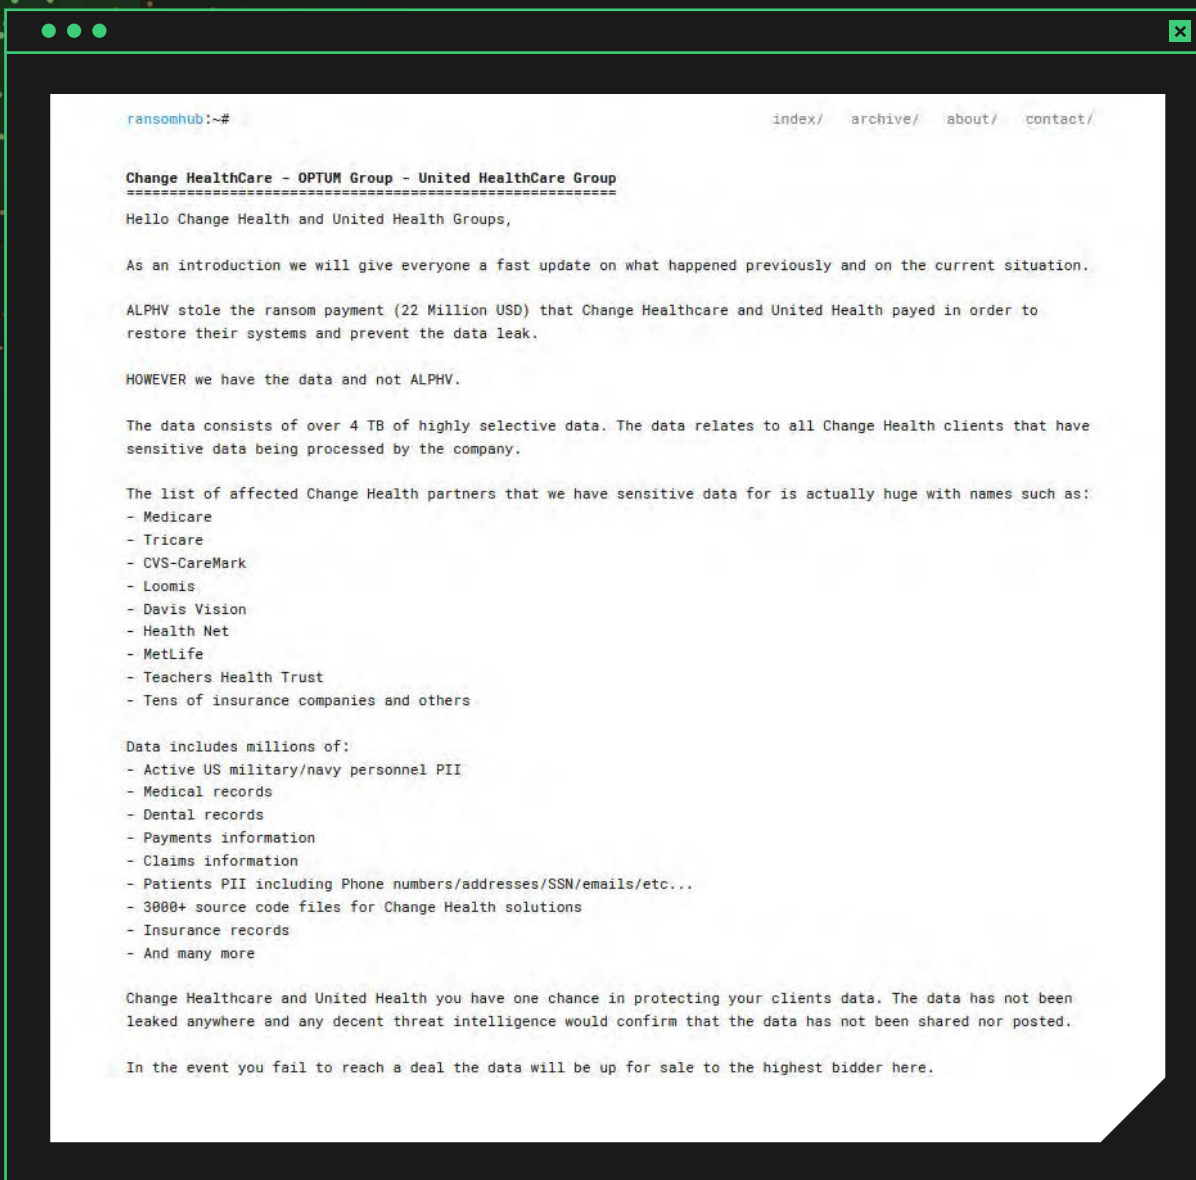 ransomhub:~# index/ archive/ about/ contact/
Change HealthCare - OPTUM Group - United HealthCare Group
=========================================================
Hello Change Health and United Health Groups,
As an introduction we will give everyone a fast update on what happened previously and on the current situation.
ALPHV stole the ransom payment (22 Million USD) that Change Healthcare and United Health payed in order to
restore their systems and prevent the data leak.
HOWEVER we have the data and not ALPHV.
The data consists of over 4 TB of highly selective data. The data relates to all Change Health clients that have
sensitive data being processed by the company.
The list of affected Change Health partners that we have sensitive data for is actually huge with names such as:
- Medicare
- Tricare
- CVS-CareMark
- Loomis
- Davis Vision
- Health Net
- MetLife
- Teachers Health Trust
- Tens of insurance companies and others
Data includes millions of:
- Active US military/navy personnel PII
- Medical records
- Dental records
- Payments information
- Claims information
- Patients PII including Phone numbers/addresses/SSN/emails/etc...
- 3000+ source code files for Change Health solutions
- Insurance records
- And many more
Change Healthcare and United Health you have one chance in protecting your clients data. The data has not been
leaked anywhere and any decent threat intelligence would confirm that the data has not been shared nor posted.
In the event you fail to reach a deal the data will be up for sale to the highest bidder here.